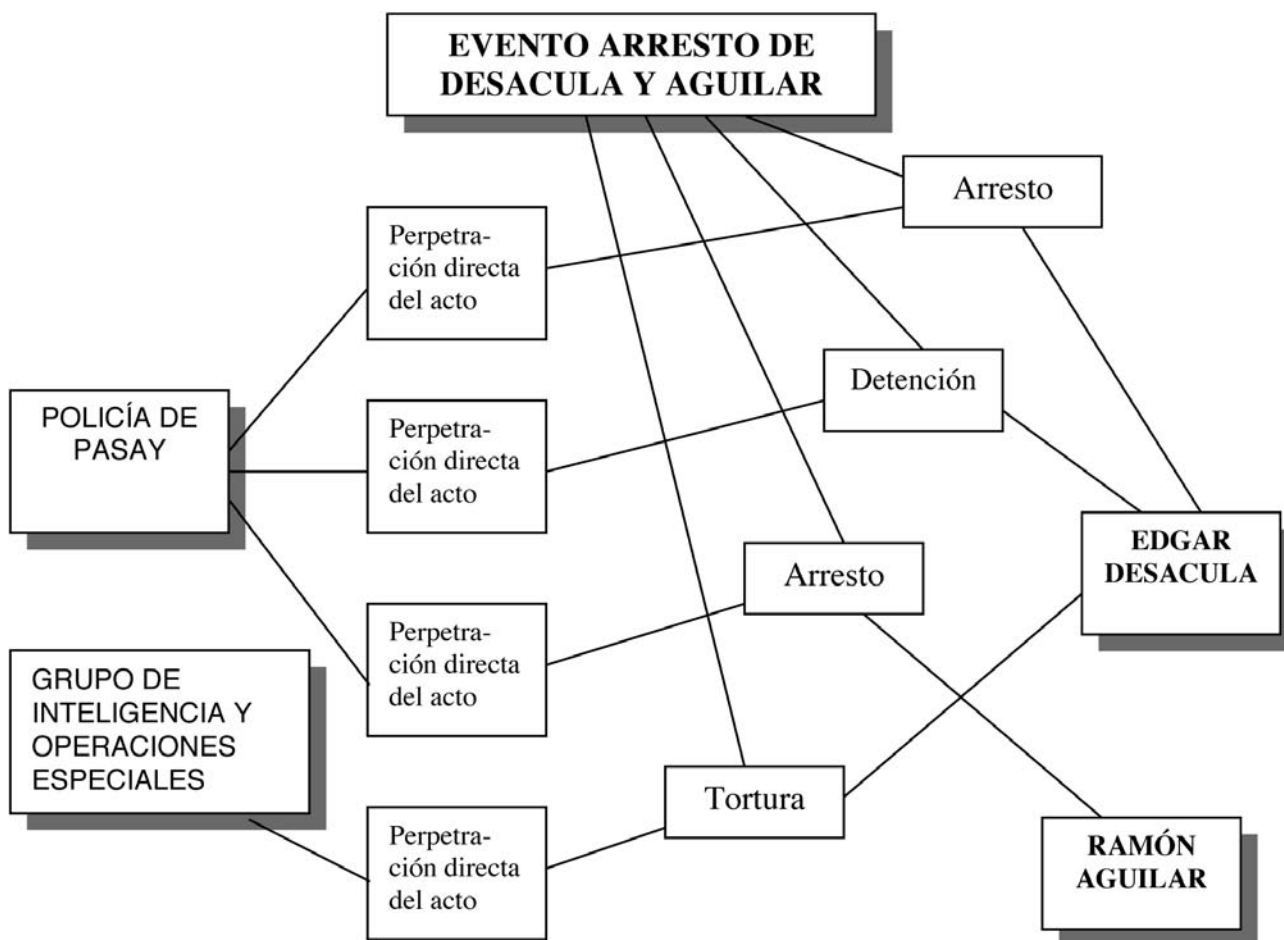 EVENTO ARRESTO DE
DESACULA Y AGUILAR
Arresto
Perpetra-
ción directa
del acto
Detención
POLICÍA DE
PASAY
Perpetra-
ción directa
del acto
EDGAR
DESACULA
Arresto
Perpetra-
ción directa
del acto
GRUPO DE
INTELIGENCIA Y
OPERACIONES
ESPECIALES
Tortura
Perpetra-
ción directa
del acto
RAMÓN
AGUILAR